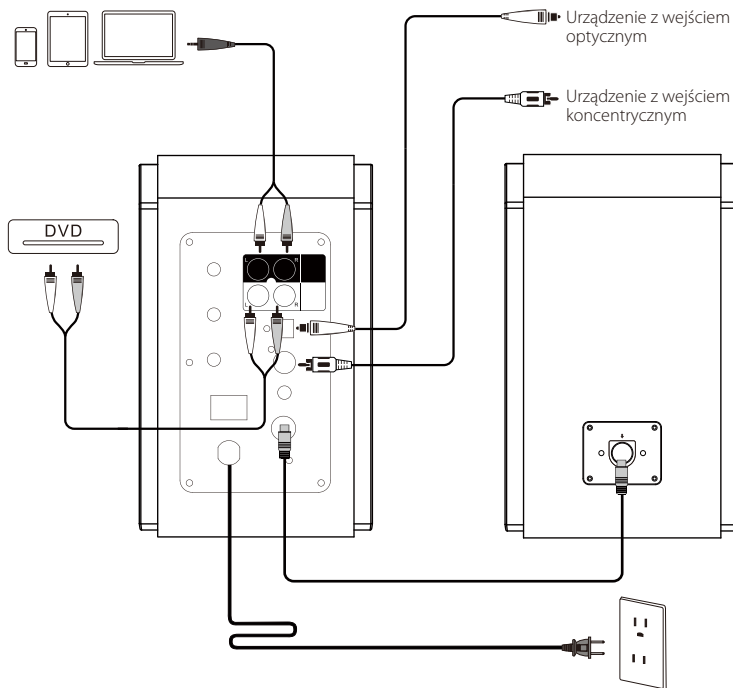 Urządzenie z wejściem
optycznym
Urządzenie z wejściem
koncentrycznym
DVD
L
R
L
R